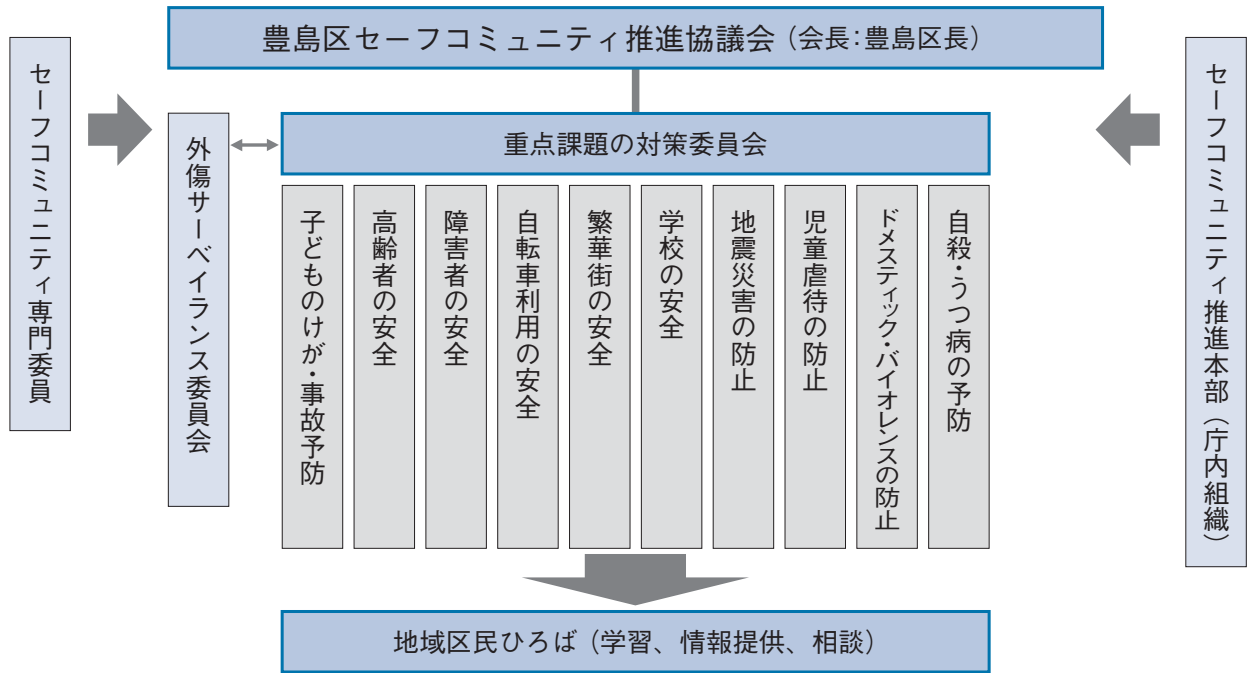 豊島区セーフコミュニティ推進協議会（会長：豊島区長）
セーフコミュニティ専門委員
外傷サーベイランス委員会
重点課題の対策委員会
子どものけが・事故予防
高齢者の安全
障害者の安全
自転車利用の安全
繁華街の安全
学校の安全
地震災害の防止
児童虐待の防止
ドメスティック・バイオレンスの防止
自殺・うつ病の予防
セーフコミュニティ推進本部（庁内組織）
地域区民ひろば（学習、情報提供、相談）